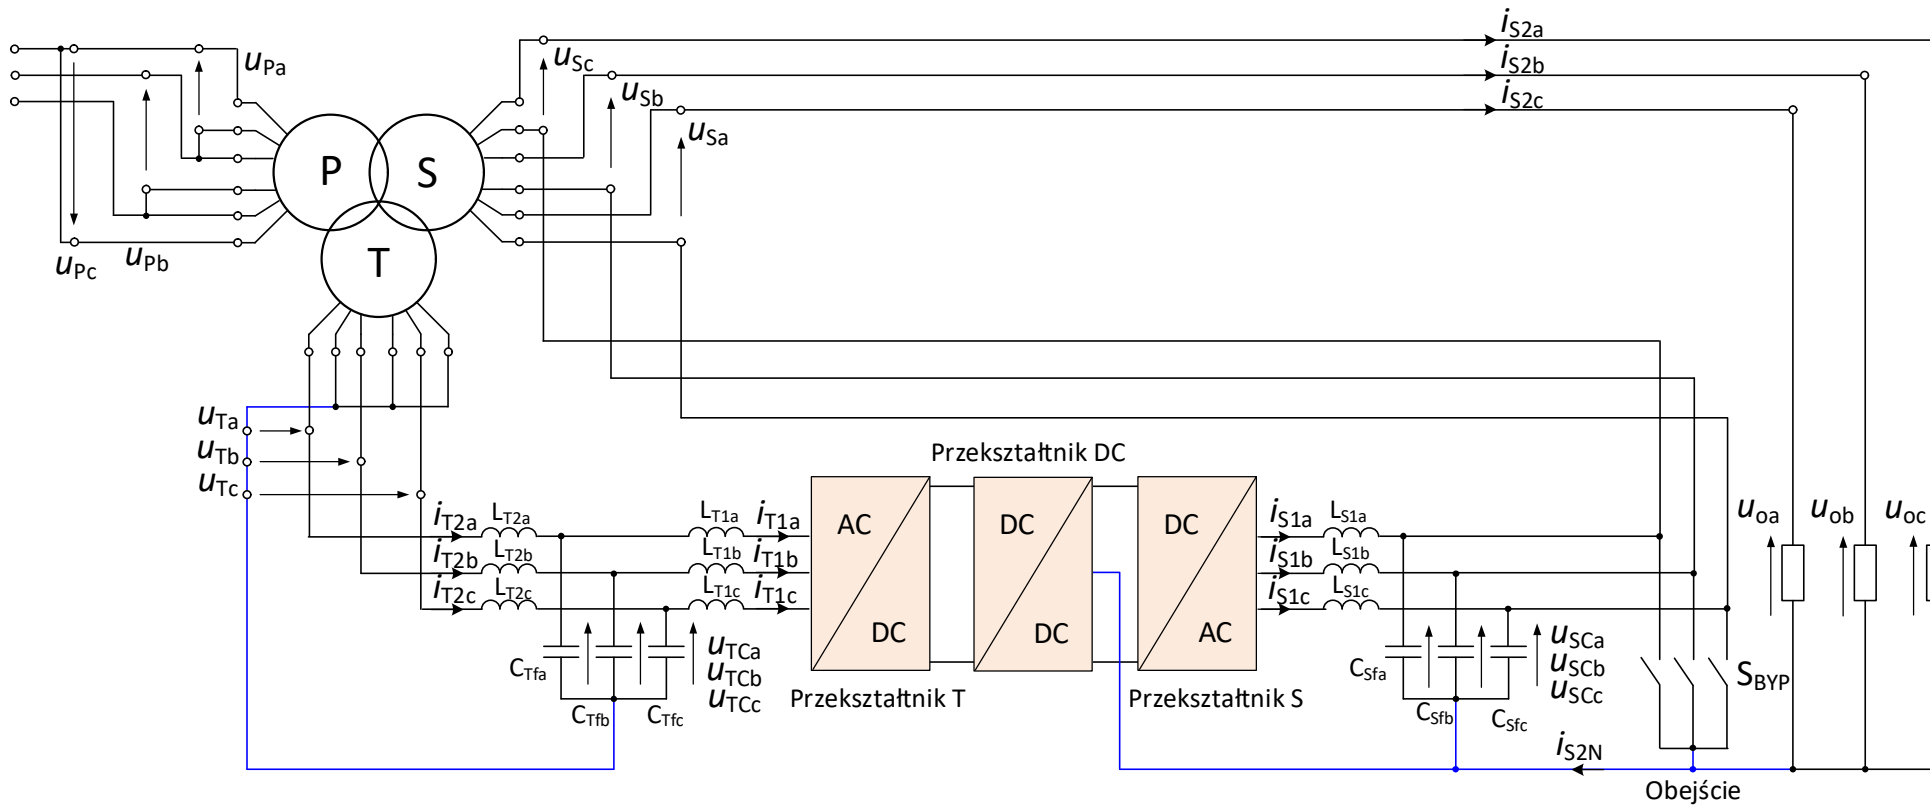 iS2a
uPa
uSc
iS2b
uSb
iS2c
uSa
P
S
T
uPc
uPb
uTa
uTb
uTc
Przekształtnik DC
iT2a
LT2a
LT1a
iT1a
AC
DC
DC
iS1a
LS1a
uoa
uob
uoc
iT2b
LT2b
LT1b
iT1b
iS1b
LS1b
iT2c
LT2c
LT1c
iT1c
iS1c
LS1c
DC
DC
AC
CTfa
uTCa
uTCb
uTCc
CSfa
uSCa
uSCb
uSCc
SBYP
Przekształtnik T
Przekształtnik S
CTfb
CTfc
CSfb
CSfc
iS2N
Obejście